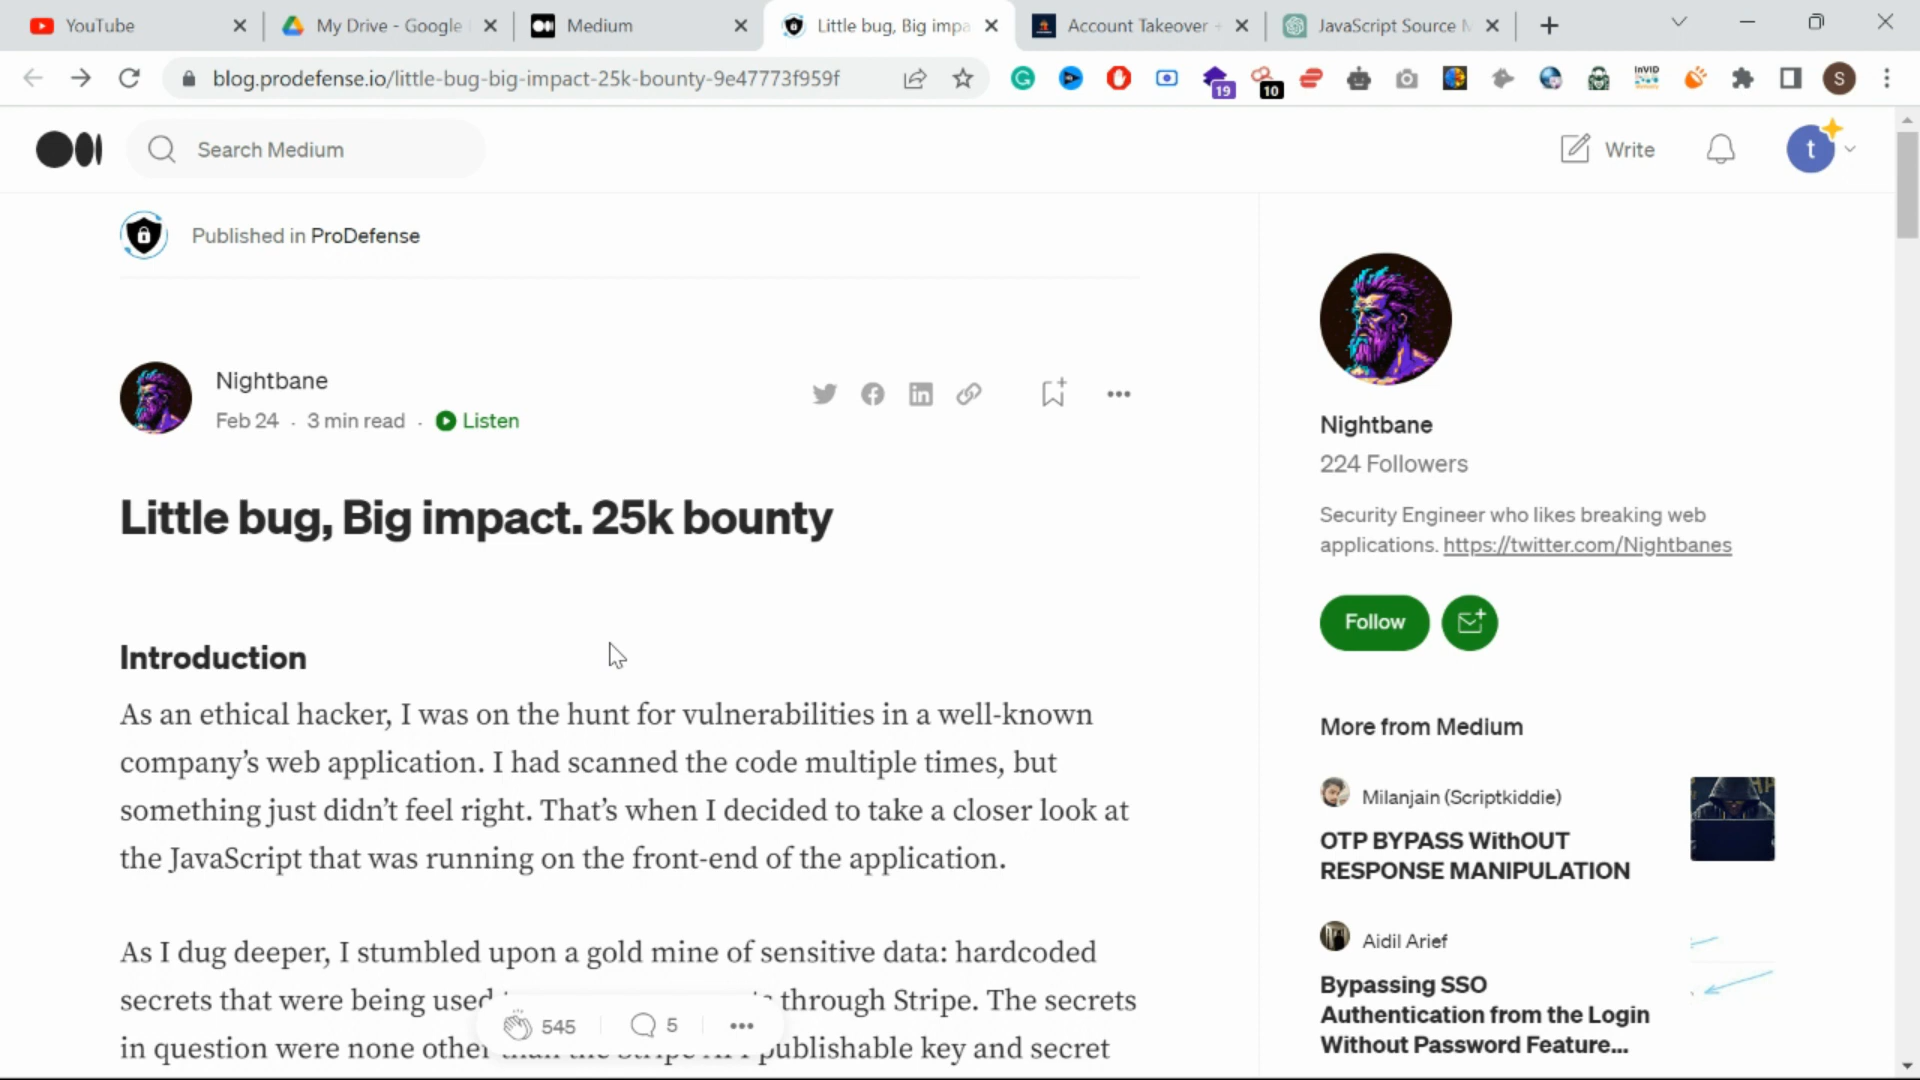 YouTube
My Drive - Google
Medium
Little bug, Big impa
Account Takeover
JavaScript Source M
blog.prodefense.io/little-bug-big-impact-25k-bounty-9e47773f959f
19
10
InVID
S
Search Medium
Write
t
Published in ProDefense
Nightbane
Feb 24 · 3 min read · Listen
Little bug, Big impact. 25k bounty
Introduction
As an ethical hacker, I was on the hunt for vulnerabilities in a well-known
company’s web application. I had scanned the code multiple times, but
something just didn’t feel right. That’s when I decided to take a closer look at
the JavaScript that was running on the front-end of the application.
As I dug deeper, I stumbled upon a gold mine of sensitive data: hardcoded
secrets that were being used through Stripe. The secrets
in question were none other than the Stripe API publishable key and secret
545
5
Nightbane
224 Followers
Security Engineer who likes breaking web
applications. https://twitter.com/Nightbanes
Follow
More from Medium
Milanjain (Scriptkiddie)
OTP BYPASS WithOUT
RESPONSE MANIPULATION
Aidil Arief
Bypassing SSO
Authentication from the Login
Without Password Feature...